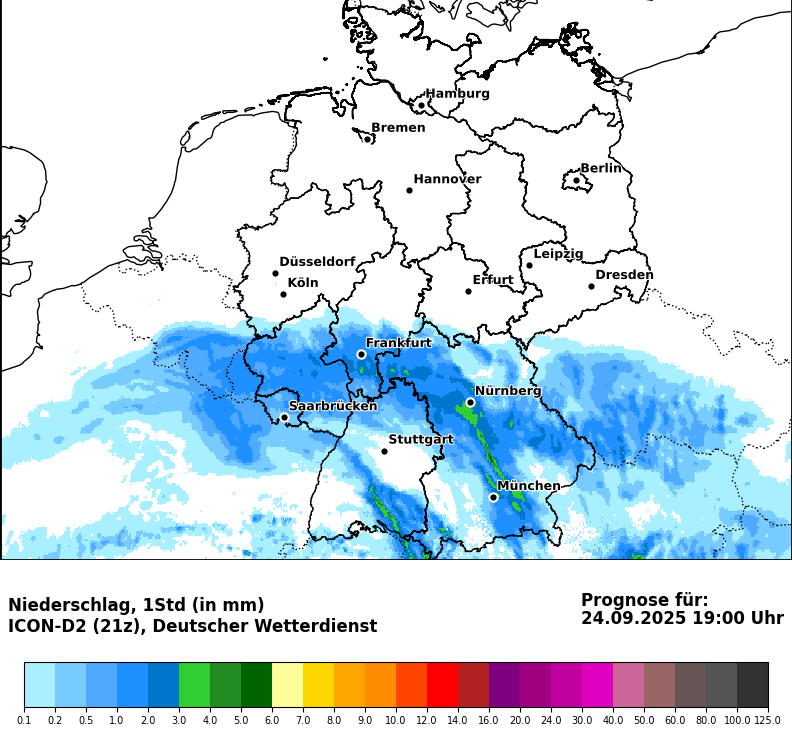 Hamburg
Bremen
Berlin
Hannover
Leipzig
Düsseldorf
Dresden
Köln
Erfurt
Frankfurt
Nürnberg
Saarbrücken
Stuttgart
München
Niederschlag, 1Std (in mm)
ICON-D2 (21z), Deutscher Wetterdienst
Prognose für:
24.09.2025 19:00 Uhr
0.1 0.2 0.5 1.0 2.0 3.0 4.0 5.0 6.0 7.0 8.0 9.0 10.0 12.0 14.0 16.0 20.0 24.0 30.0 40.0 50.0 60.0 80.0 100.0 125.0